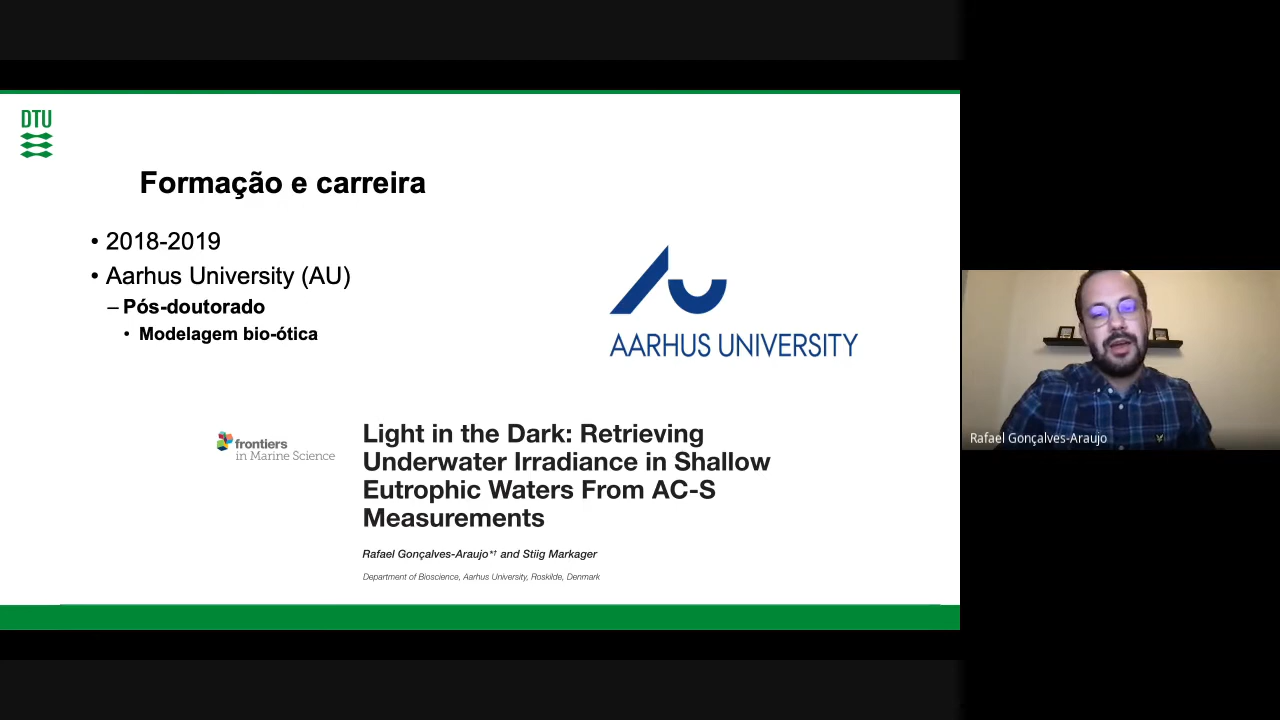 DTU
Formação e carreira
• 2018-2019
• Aarhus University (AU)
– Pós-doutorado
• Modelagem bio-ótica
AARHUS UNIVERSITY
frontiers
in Marine Science
Light in the Dark: Retrieving
Underwater Irradiance in Shallow
Eutrophic Waters From AC-S
Measurements
Rafael Gonçalves-Araujo*† and Stiig Markager
Department of Bioscience, Aarhus University, Roskilde, Denmark
Rafael Gonçalves-Araujo